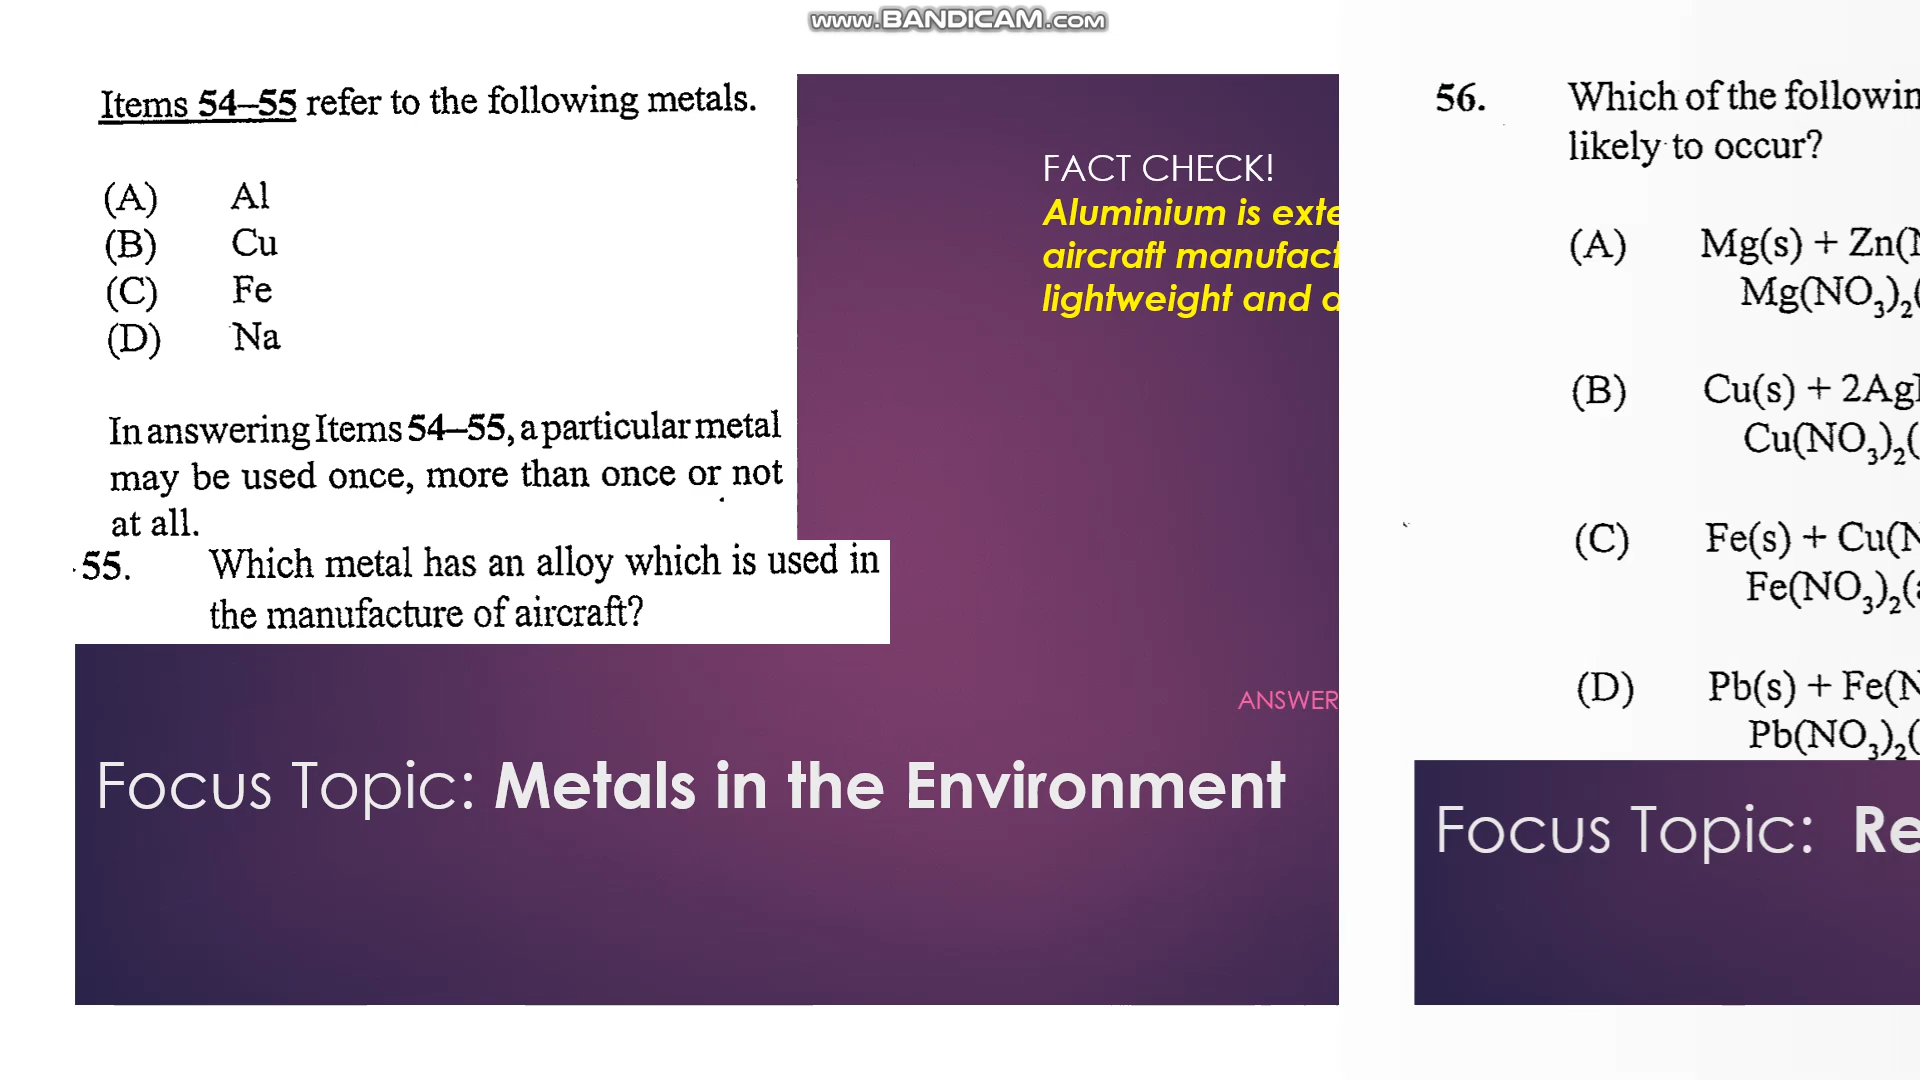 www.BANDICAM.com
Items 54–55 refer to the following metals.
(A) Al
(B) Cu
(C) Fe
(D) Na
In answering Items 54–55, a particular metal
may be used once, more than once or not
at all.
55. Which metal has an alloy which is used in
the manufacture of aircraft?
FACT CHECK!
Aluminium is
aircraft
lightweight and
ANSWER
Focus Topic: Metals in the Environment
56. Which of the
likely to occur?
(A) Mg(s) + Zn(
Mg(NO₃)₂(
(B) Cu(s) + 2Ag
Cu(NO₃)₂(
(C) Fe(s) + Cu(
Fe(NO₃)₂(
(D) Pb(s) + Fe(
Pb(NO₃)₂(
Focus Topic: